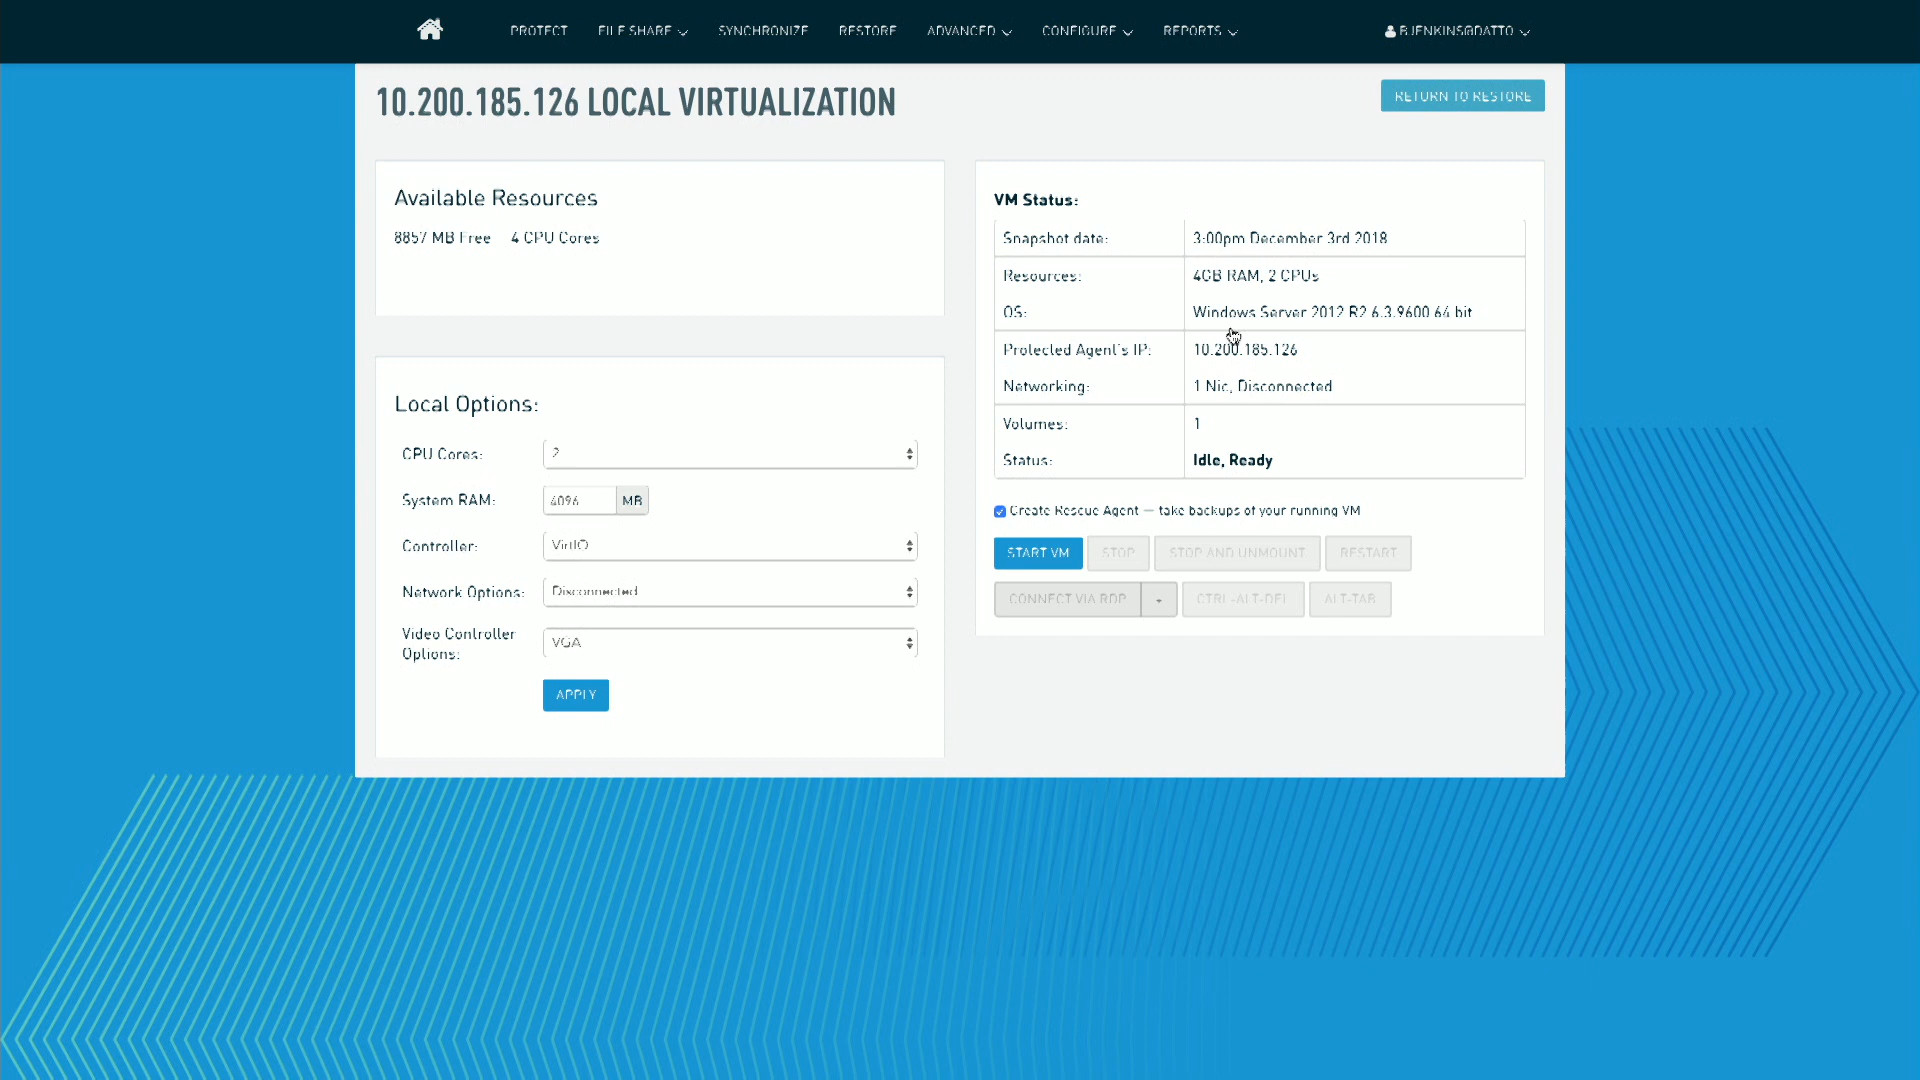 PROTECT FILE SHARE SYNCHRONIZE RESTORE ADVANCED CONFIGURE REPORTS BJENKINS@DATTO
10.200.185.126 LOCAL VIRTUALIZATION
RETURN TO RESTORE
Available Resources
8857 MB Free 4 CPU Cores
Local Options:
CPU Cores: 2
System RAM: 4096 MB
Controller: VirtIO
Network Options: Disconnected
Video Controller
Options: VGA
APPLY
VM Status:
Snapshot date: 3:00pm December 3rd 2018
Resources: 4GB RAM, 2 CPUs
OS: Windows Server 2012 R2 6.3.9600 64 bit
Protected Agent's IP: 10.200.185.126
Networking: 1 Nic, Disconnected
Volumes: 1
Status: Idle, Ready
Create Rescue Agent — take backups of your running VM
START VM STOP STOP AND UNMOUNT RESTART
CONNECT VIA RDP CTRL-ALT-DEL ALT-TAB